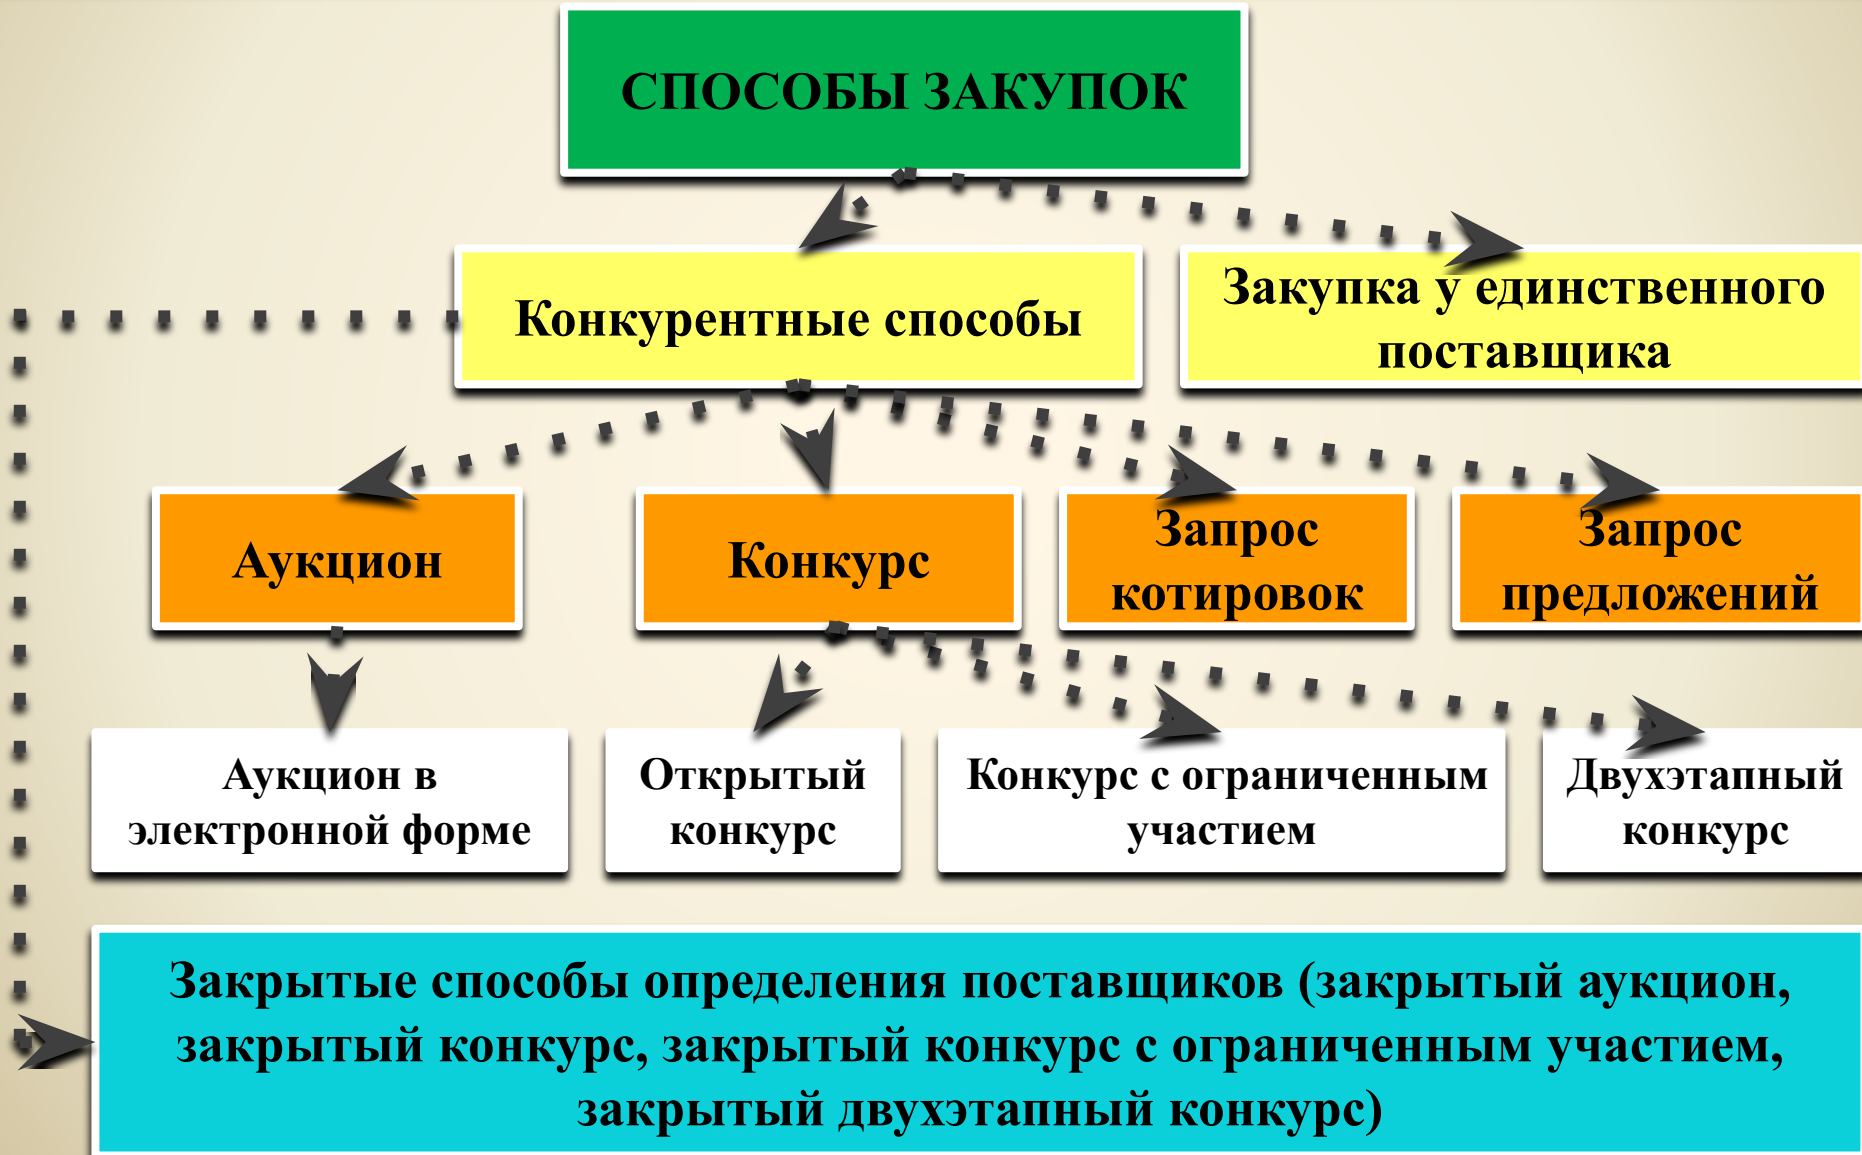 СПОСОБЫ ЗАКУПОК
Конкурентные способы
Закупка у единственного
поставщика
Аукцион
Конкурс
Запрос
котировок
Запрос
предложений
Аукцион в
электронной форме
Открытый
конкурс
Конкурс с ограниченным
участием
Двухэтапный
конкурс
Закрытые способы определения поставщиков (закрытый аукцион,
закрытый конкурс, закрытый конкурс с ограниченным участием,
закрытый двухэтапный конкурс)